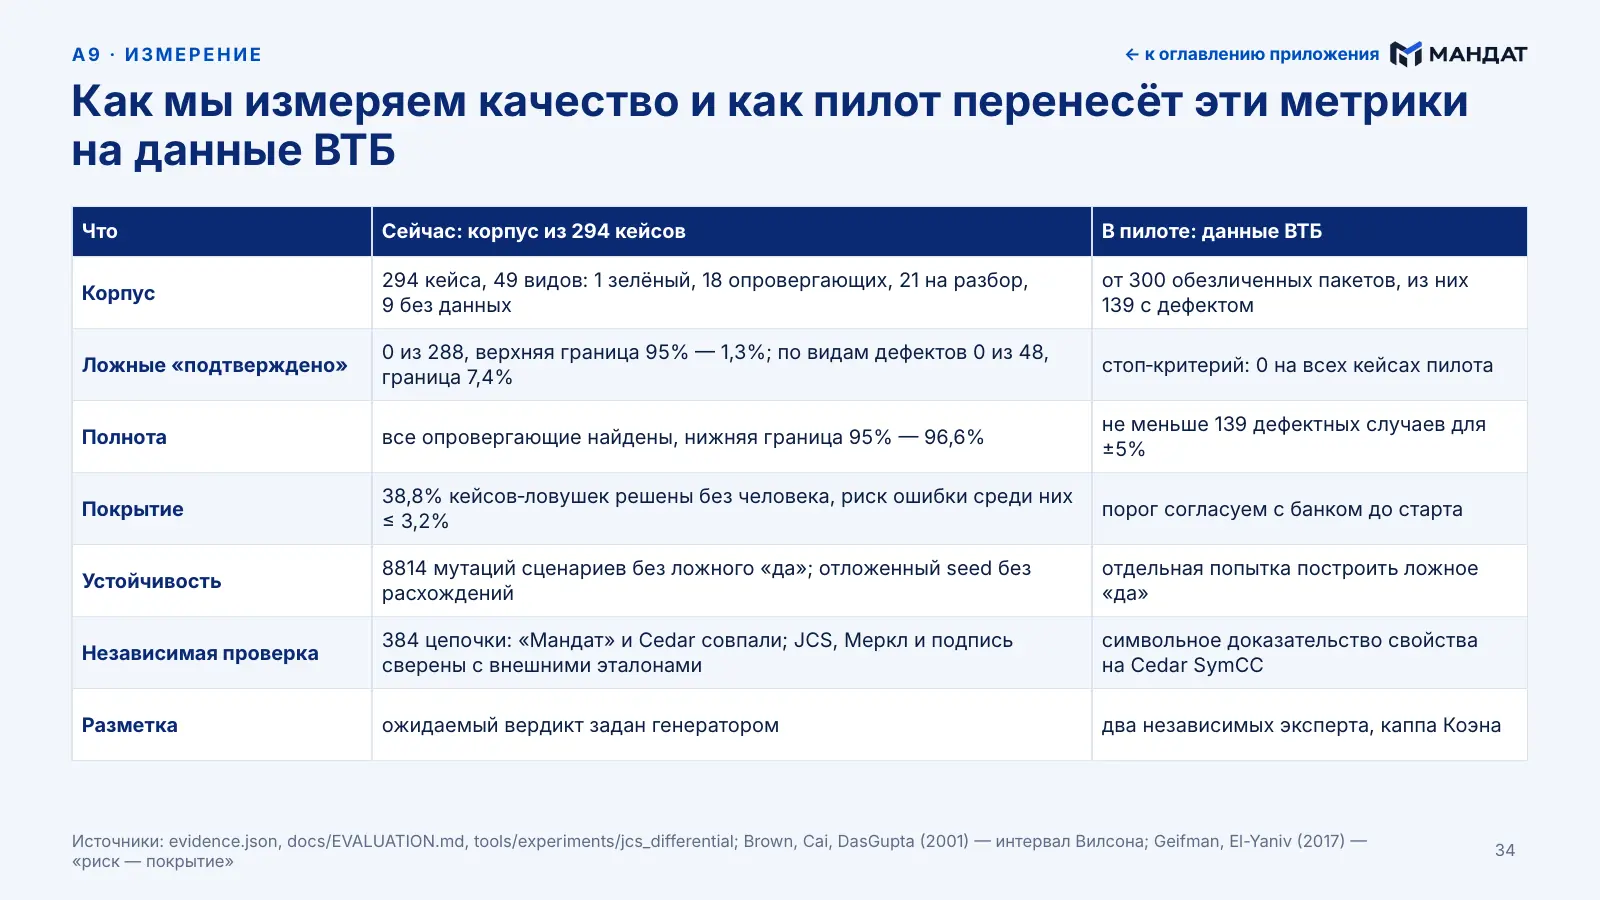 А9 · ИЗМЕРЕНИЕ
← к оглавлению приложения
МАНДАТ
Как мы измеряем качество и как пилот перенесёт эти метрики
на данные ВТБ
Что
Сейчас: корпус из 294 кейсов
В пилоте: данные ВТБ
Корпус
294 кейса, 49 видов: 1 зелёный, 18 опровергающих, 21 на разбор,
9 без данных
от 300 обезличенных пакетов, из них
139 с дефектом
Ложные «подтверждено»
0 из 288, верхняя граница 95% — 1,3%; по видам дефектов 0 из 48,
граница 7,4%
стоп-критерий: 0 на всех кейсах пилота
Полнота
все опровергающие найдены, нижняя граница 95% — 96,6%
не меньше 139 дефектных случаев для
±5%
Покрытие
38,8% кейсов-ловушек решены без человека, риск ошибки среди них
≤ 3,2%
порог согласуем с банком до старта
Устойчивость
8814 мутаций сценариев без ложного «да»; отложенный seed без
расхождений
отдельная попытка построить ложное
«да»
Независимая проверка
384 цепочки: «Мандат» и Cedar совпали; JCS, Меркл и подпись
сверены с внешними эталонами
символьное доказательство свойства
на Cedar SymCC
Разметка
ожидаемый вердикт задан генератором
два независимых эксперта, каппа Коэна
Источники: evidence.json, docs/EVALUATION.md, tools/experiments/jcs_differential; Brown, Cai, DasGupta (2001) — интервал Вилсона; Geifman, El-Yaniv (2017) —
«риск — покрытие»
34